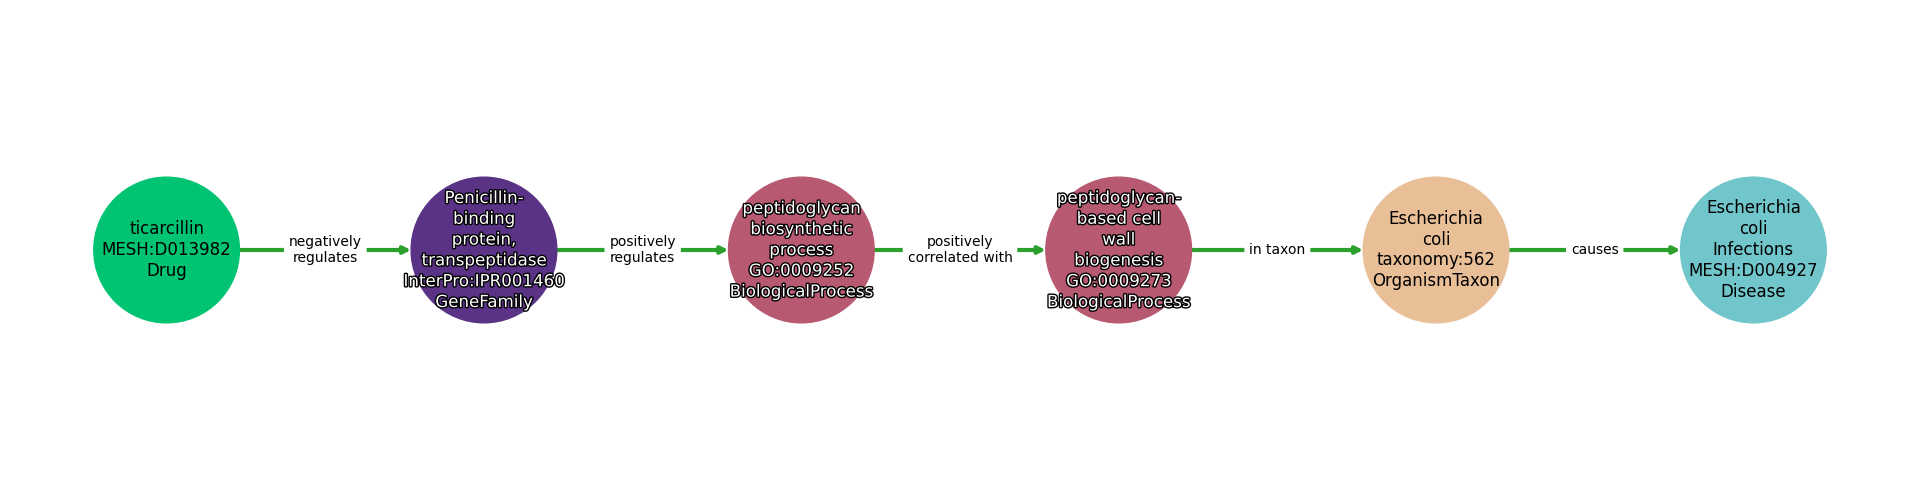 ticarcillin
MESH:D013982
Drug
negatively
regulates
Penicillin-
binding
protein,
transpeptidase
InterPro:IPR001460
GeneFamily
positively
regulates
peptidoglycan
biosynthetic
process
GO:0009252
BiologicalProcess
positively
correlated with
peptidoglycan-
based cell
wall
biogenesis
GO:0009273
BiologicalProcess
in taxon
Escherichia
coli
taxonomy:562
OrganismTaxon
causes
Escherichia
coli
Infections
MESH:D004927
Disease